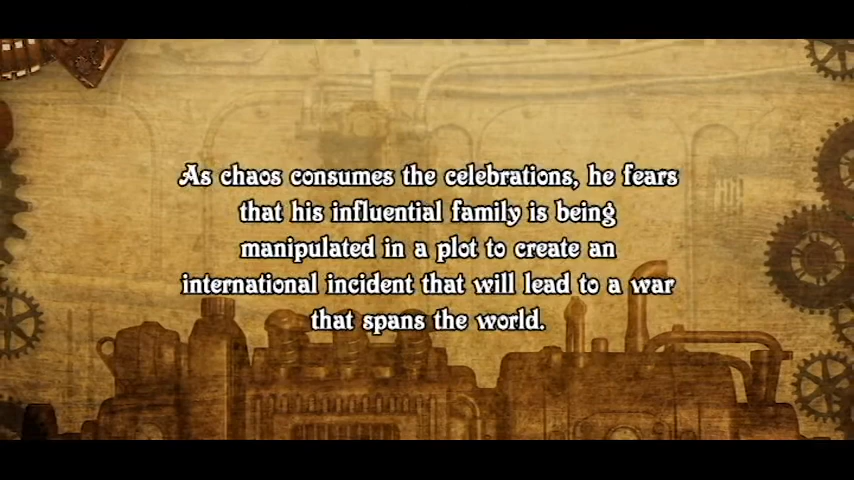 As chaos consumes the celebrations, he fears
that his influential family is being
manipulated in a plot to create an
international incident that will lead to a war
that spans the world.